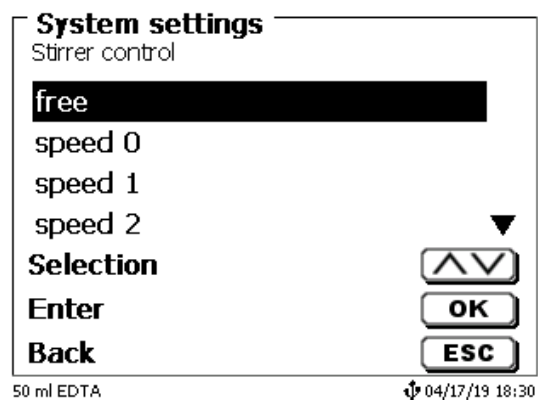 System settings
Stirrer control
free
speed 0
speed 1
speed 2
Selection
Enter OK
Back ESC
50 ml EDTA 04/17/19 18:30